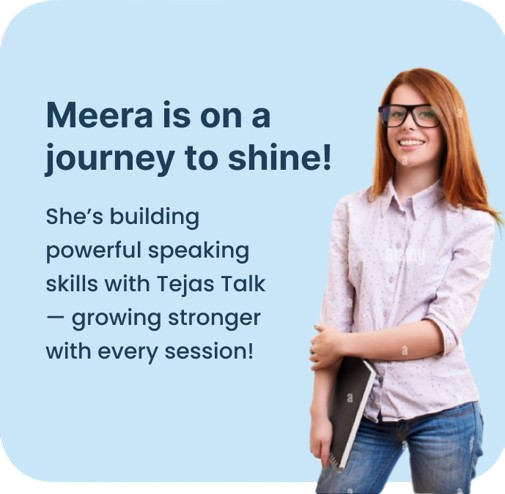 Meera is on a
journey to shine!
She’s building
powerful speaking
skills with Tejas Talk
— growing stronger
with every session!
alamy
a
a
a